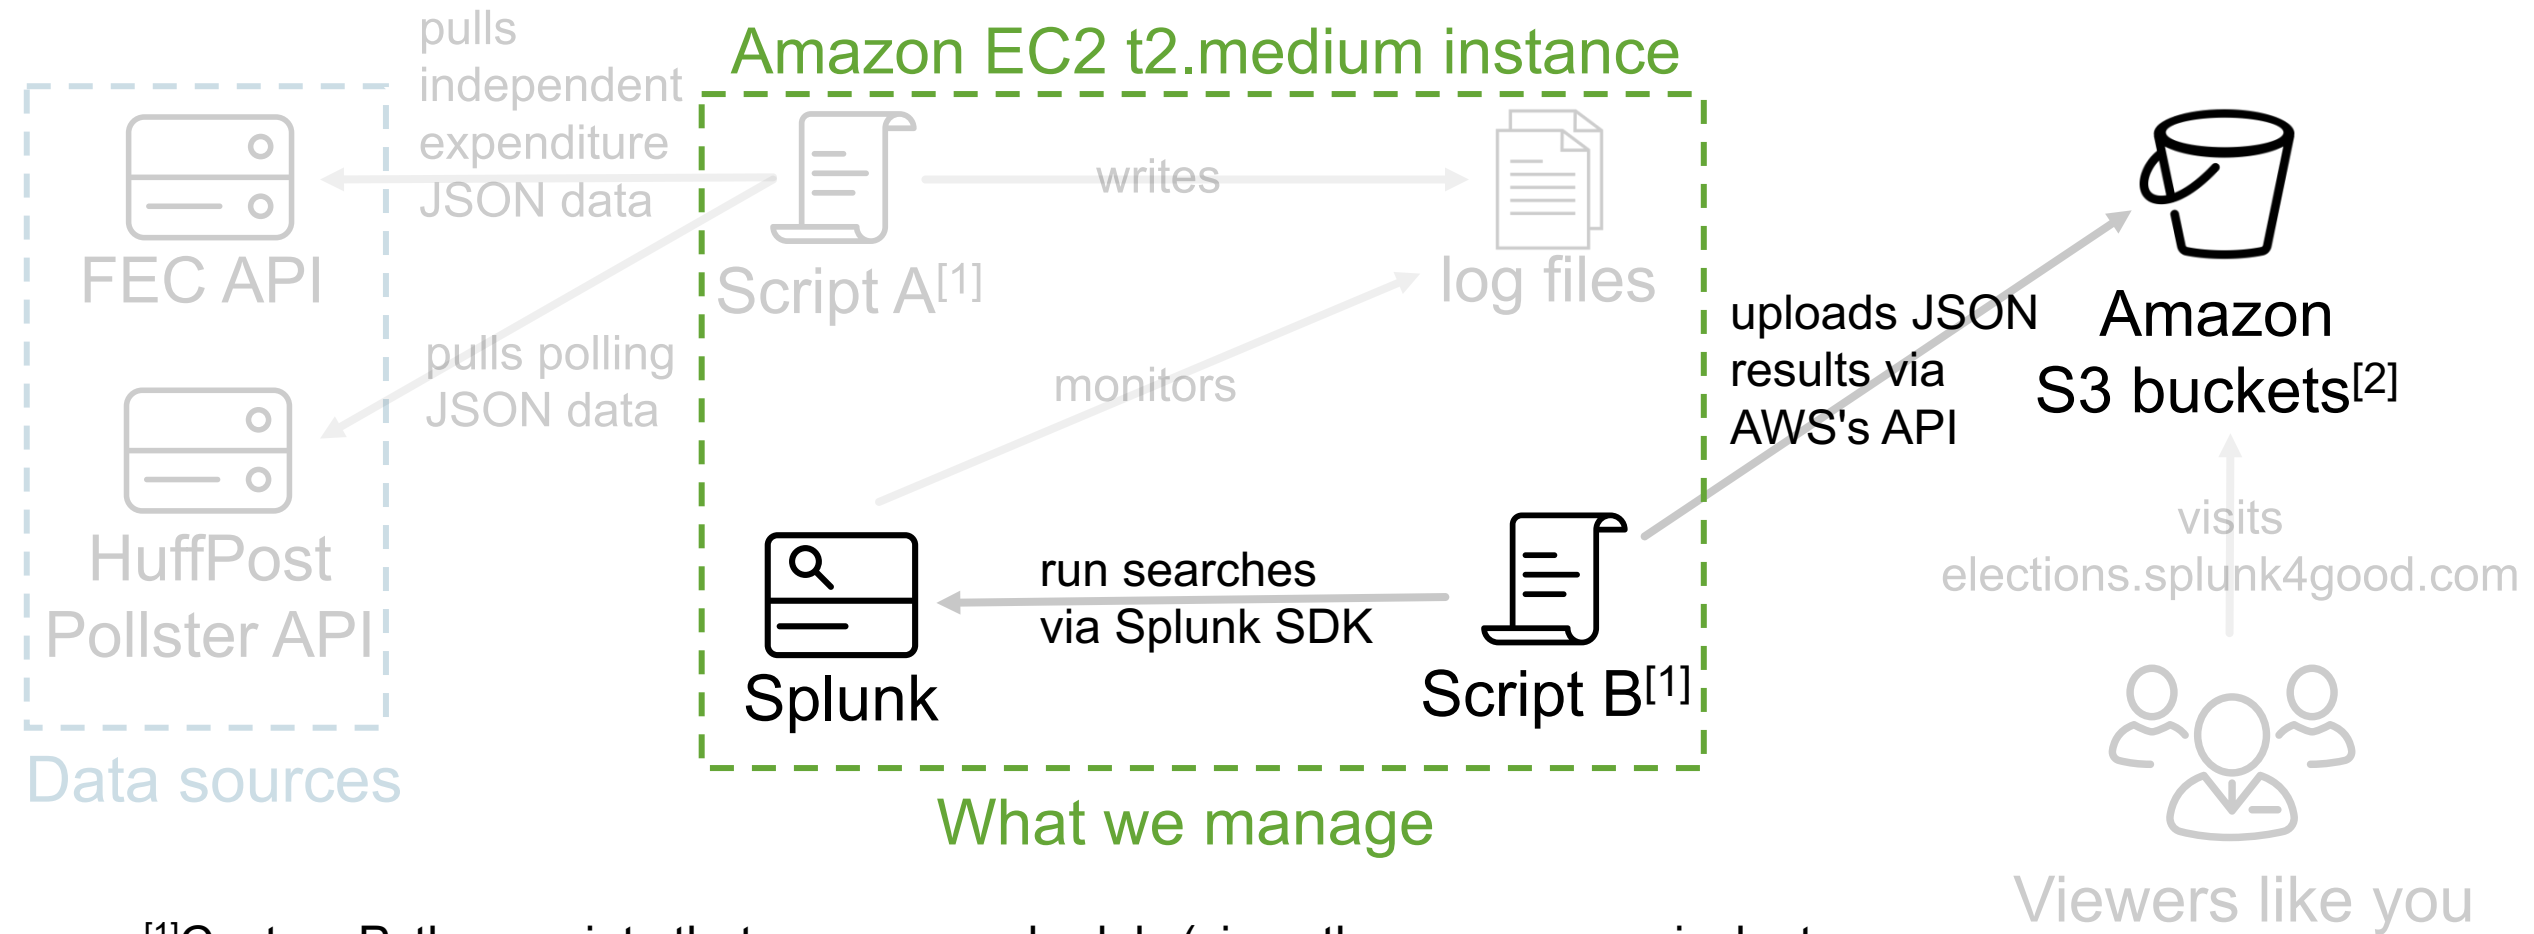 pulls
independent
expenditure
JSON data
Amazon EC2 t2.medium instance
FEC API
Script A[1]
writes
log files
pulls polling
JSON data
monitors
uploads JSON
results via
AWS's API
Amazon
S3 buckets[2]
HuffPost
Pollster API
Splunk
run searches
via Splunk SDK
Script B[1]
visits
elections.splunk4good.com
Data sources
What we manage
Viewers like you
[1]